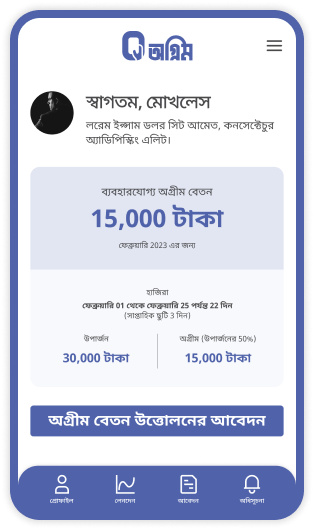 অগ্রিম
স্বাগতম, মোখলেস
লরেম ইপ্সাম ডলর সিট আমেত, কনসেক্টেচুর
অ্যাডিপিস্কিং এলিট।
ব্যবহারযোগ্য অগ্রীম বেতন
15,000 টাকা
ফেব্রুয়ারি 2023 এর জন্য
হাজিরা
ফেব্রুয়ারি 01 থেকে ফেব্রুয়ারি 25 পর্যন্ত 22 দিন
(সাপ্তাহিক ছুটি 3 দিন)
উপার্জন
30,000 টাকা
অগ্রীম (উপার্জনের 50%)
15,000 টাকা
অগ্রীম বেতন উত্তোলনের আবেদন
প্রোফাইল
লেনদেন
আবেদন
অধিসূচনা